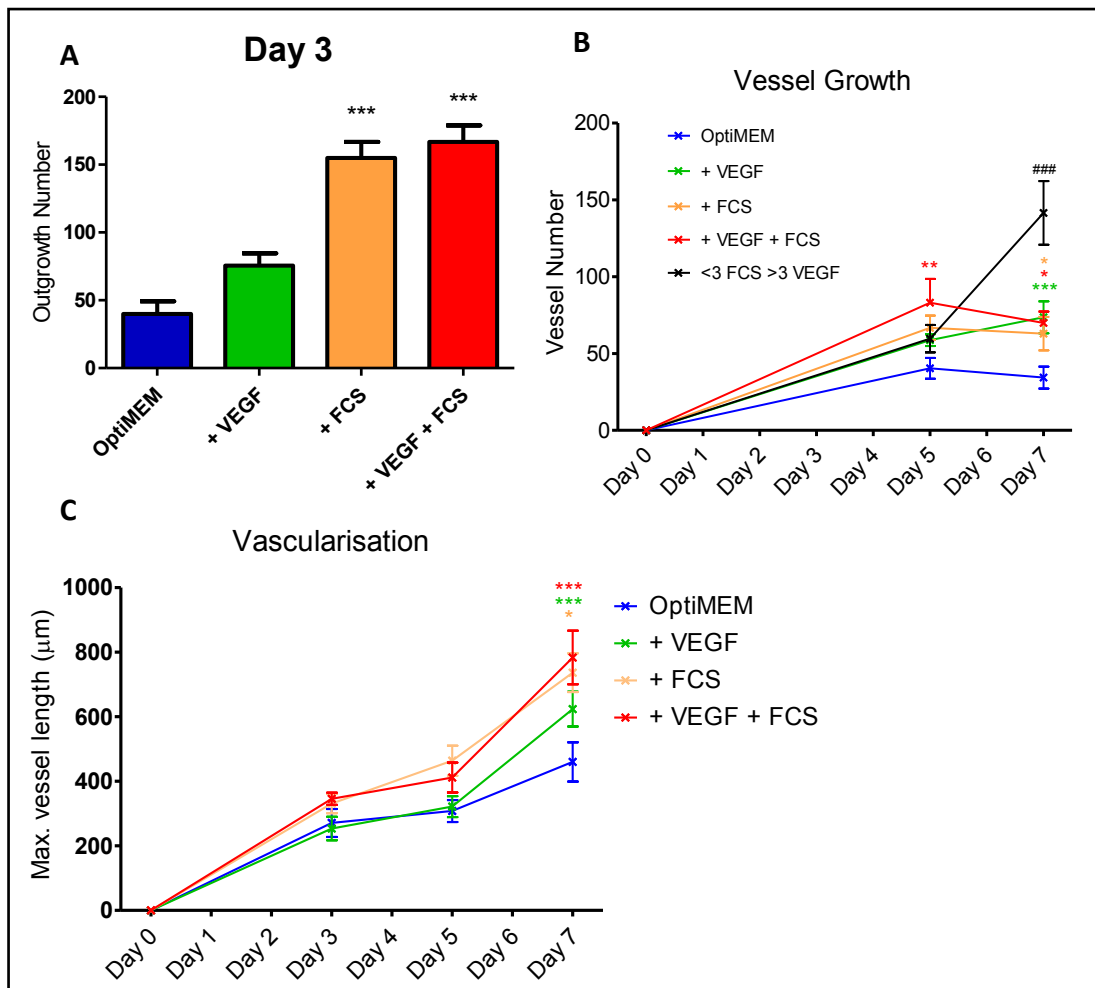 A
Day 3
***
***
200
150
100
50
0
Outgrowth Number
OptiMEM
+ VEGF
+ FCS
+ VEGF + FCS
B
Vessel Growth
OptiMEM
+ VEGF
+ FCS
+ VEGF + FCS
<3 FCS >3 VEGF
###
**
*
*
***
200
150
100
50
0
Vessel Number
Day 0
Day 1
Day 2
Day 3
Day 4
Day 5
Day 6
Day 7
C
Vascularisation
***
***
*
1000
800
600
400
200
0
Max. vessel length (μm)
Day 0
Day 1
Day 2
Day 3
Day 4
Day 5
Day 6
Day 7
OptiMEM
+ VEGF
+ FCS
+ VEGF + FCS